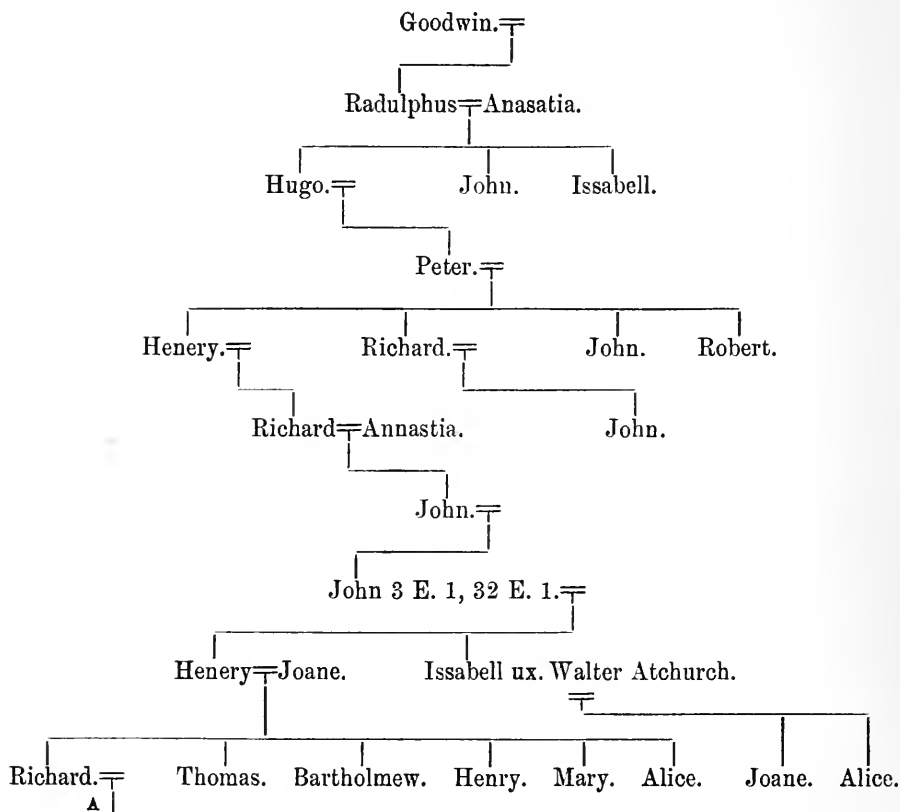 Goodwin.
Radulphus Anasatia.
Hugo. John. Issabell.
Peter.
Henery. Richard. John. Robert.
Richard Annastia. John.
John.
John 3 E. 1, 32 E. 1.
Henery Joane. Issabell ux. Walter Atchurch.
Richard. Thomas. Bartholmew. Henry. Mary. Alice. Joane. Alice.
A